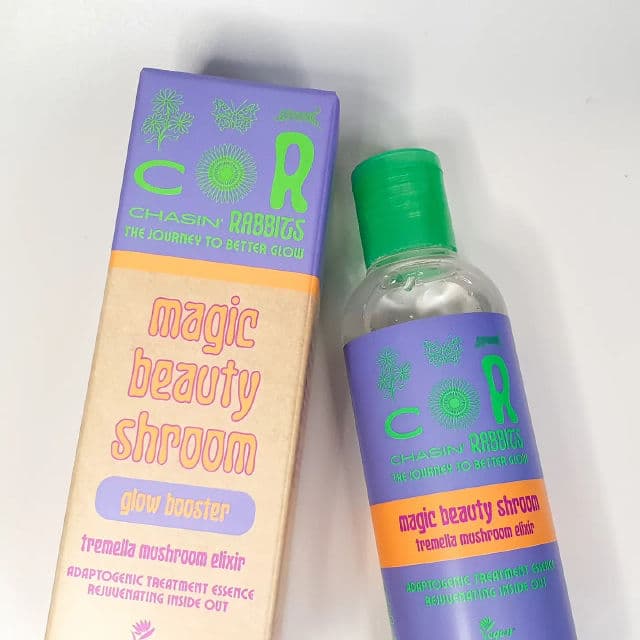 C R
CHASIN' RABBITS
THE JOURNEY TO BETTER GLOW
magic
beauty
shroom
glow booster
tremella mushroom elixir
ADAPTOGENIC TREATMENT ESSENCE
REJUVENATING INSIDE OUT
C R
CHASIN' RABBITS
THE JOURNEY TO BETTER GLOW
magic beauty shroom
tremella mushroom elixir
ADAPTOGENIC TREATMENT ESSENCE
REJUVENATING INSIDE OUT